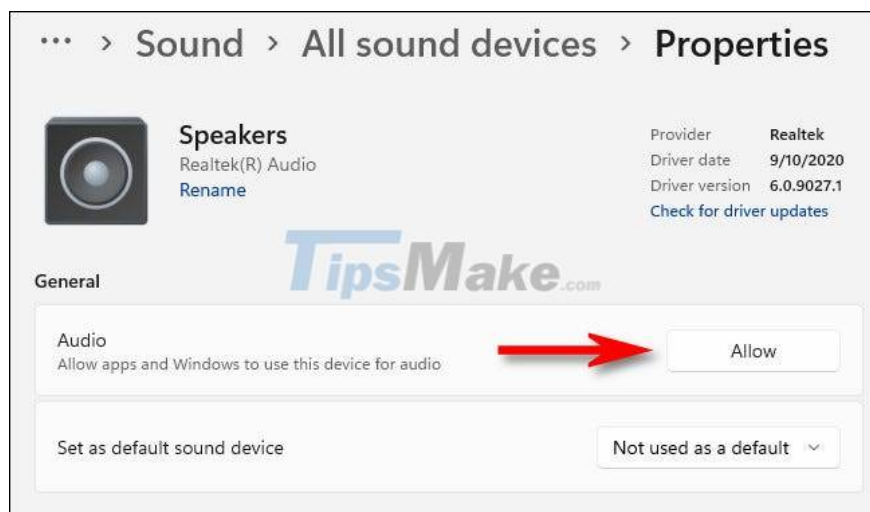 ... > Sound > All sound devices > Properties
Speakers
Realtek(R) Audio
Rename
Provider Realtek
Driver date 9/10/2020
Driver version 6.0.9027.1
Check for driver updates
TipsMake.com
General
Audio
Allow apps and Windows to use this device for audio
Allow
Set as default sound device
Not used as a default